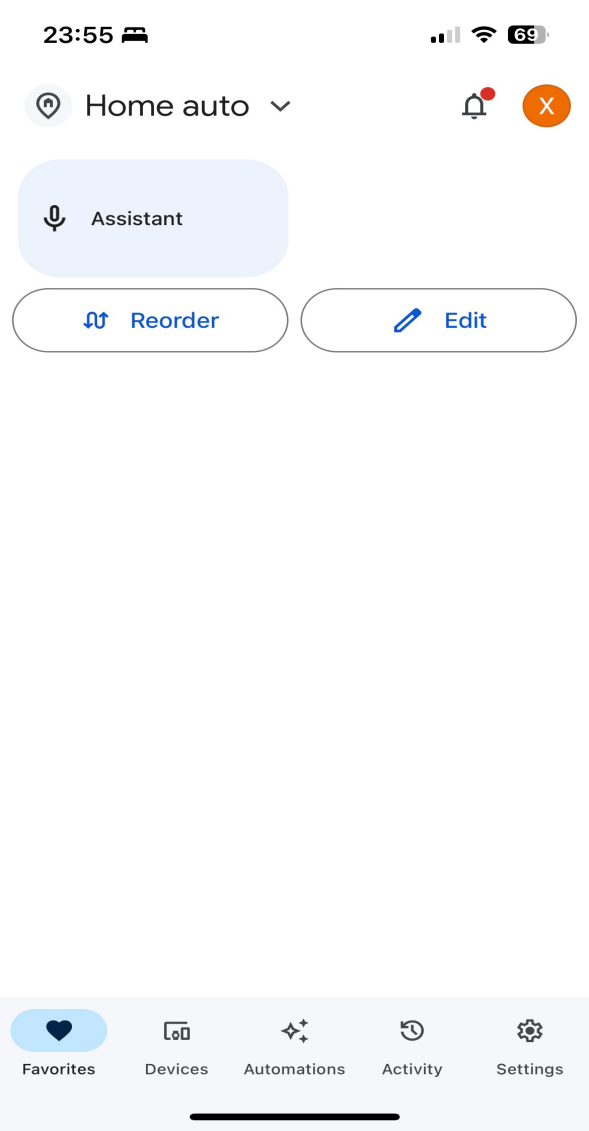 23:55 69
Home auto X
Assistant
Reorder Edit
Favorites Devices Automations Activity Settings